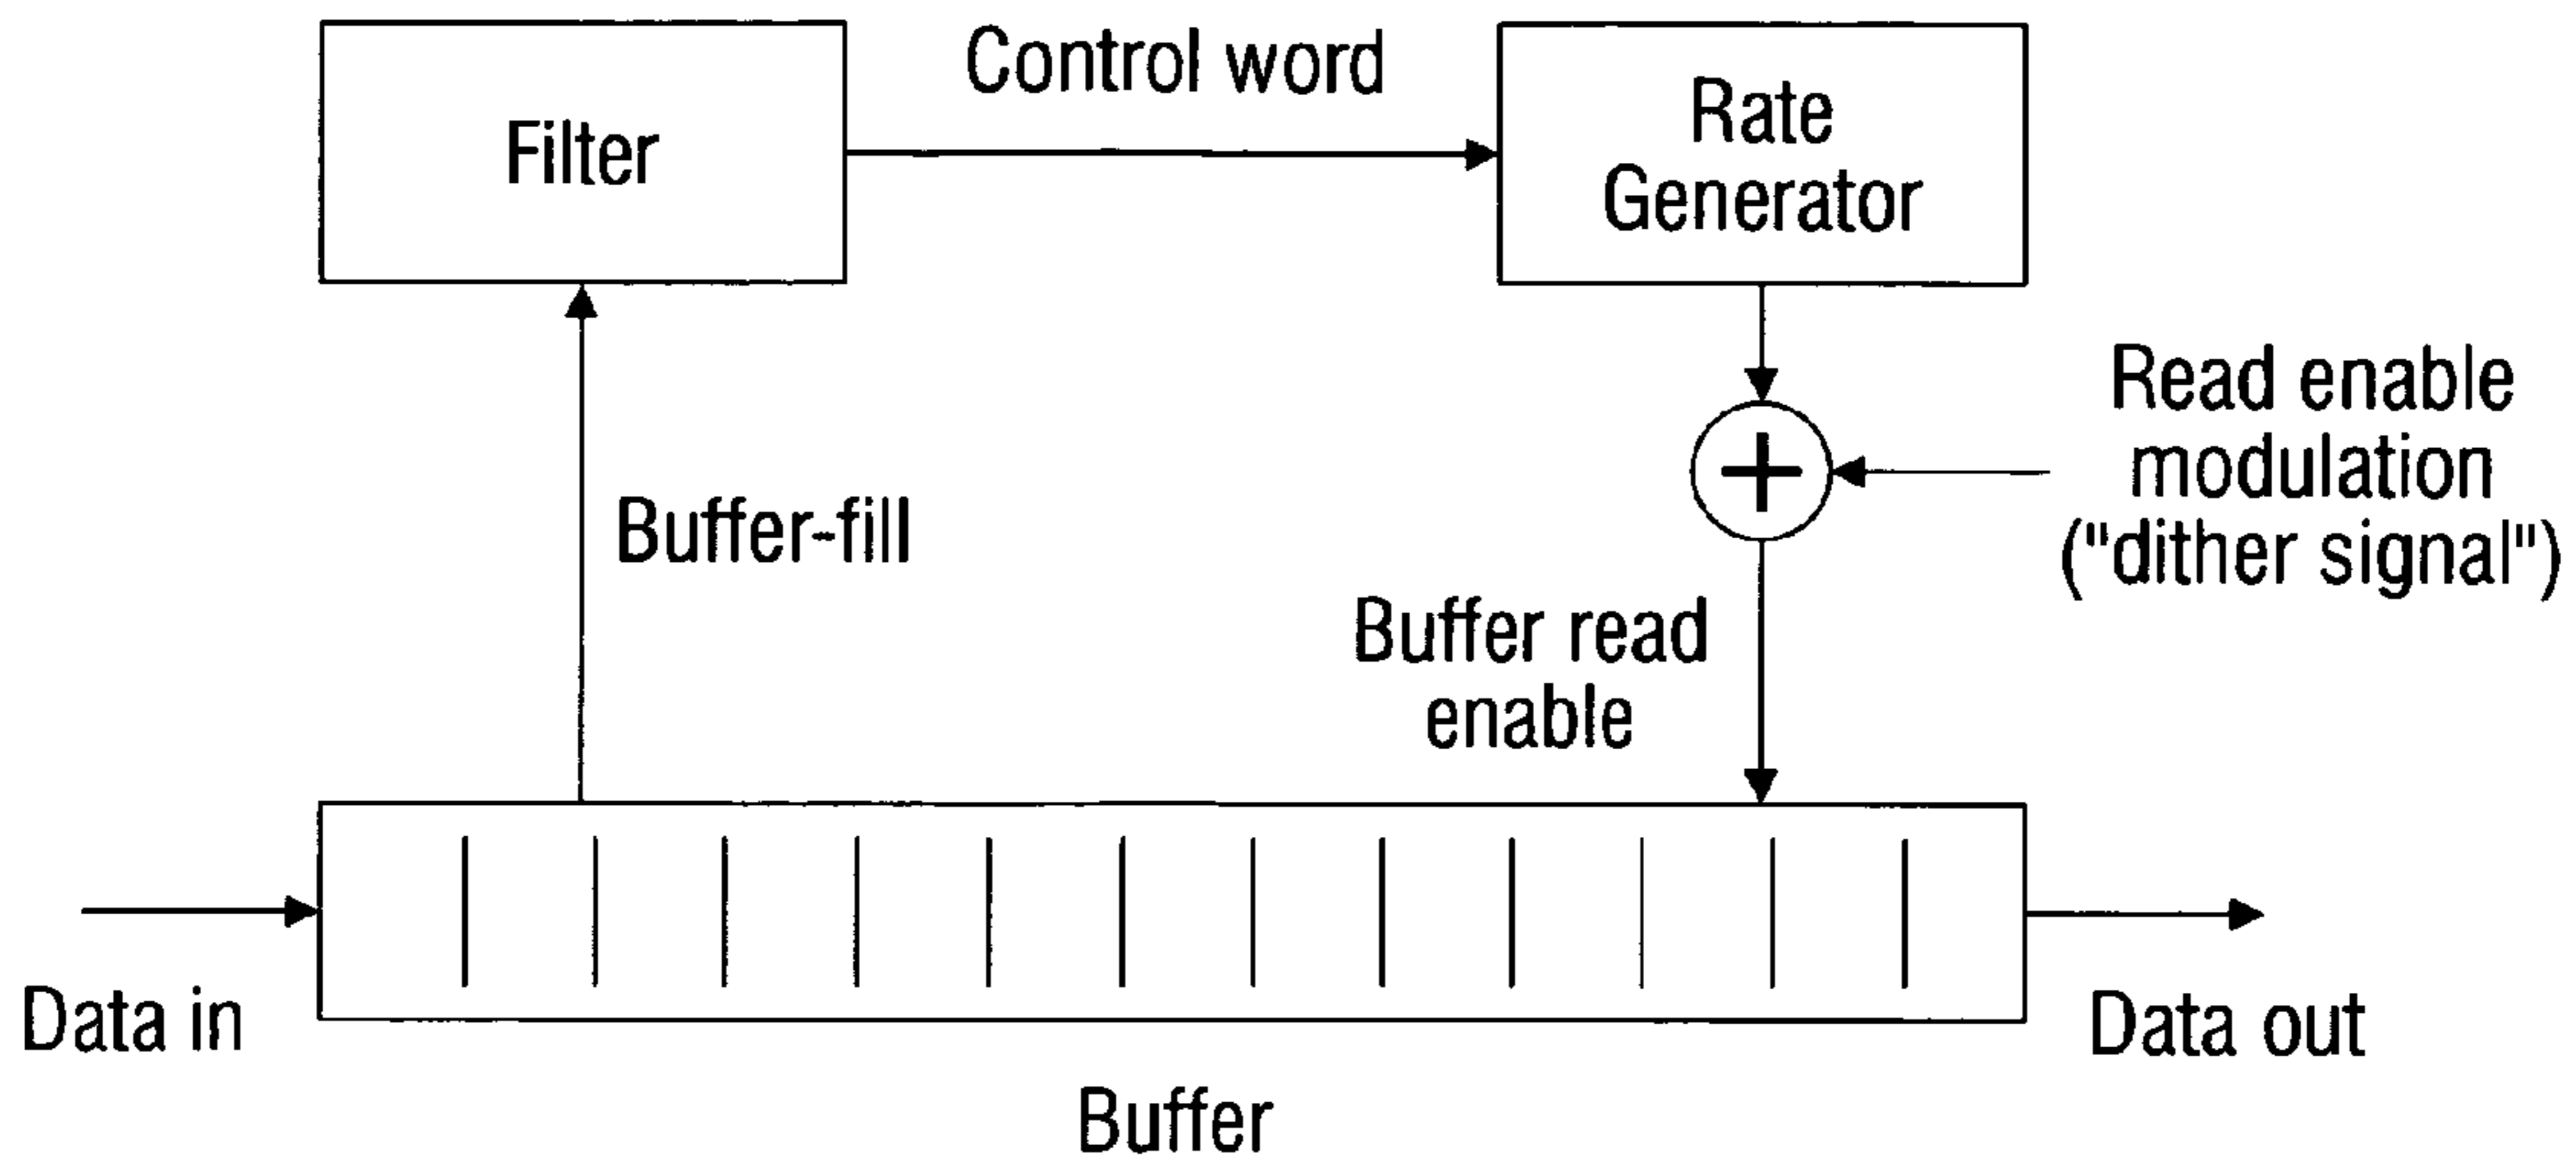 Filter
Control word
Rate
Generator
Read enable
modulation
("dither signal")
Buffer-fill
Buffer read
enable
Data in
Data out
Buffer